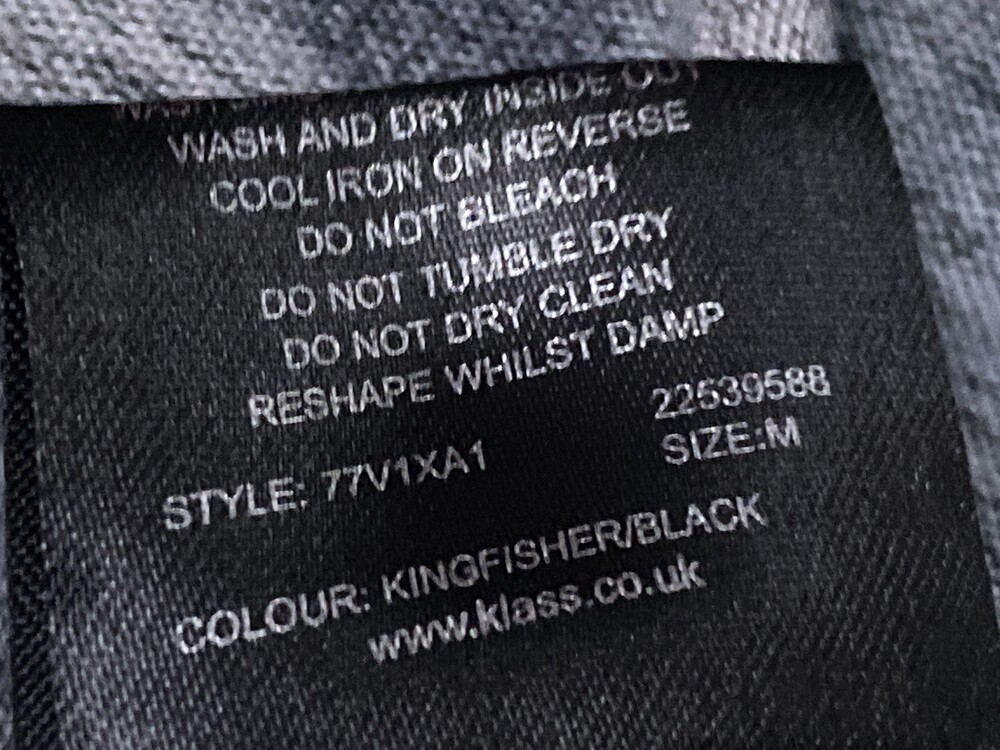 WASH AND DRY INSIDE OUT
COOL IRON ON REVERSE
DO NOT BLEACH
DO NOT TUMBLE DRY
DO NOT DRY CLEAN
RESHAPE WHILST DAMP
22539588
STYLE: 77V1XA1 SIZE:M
COLOUR: KINGFISHER/BLACK
www.klass.co.uk